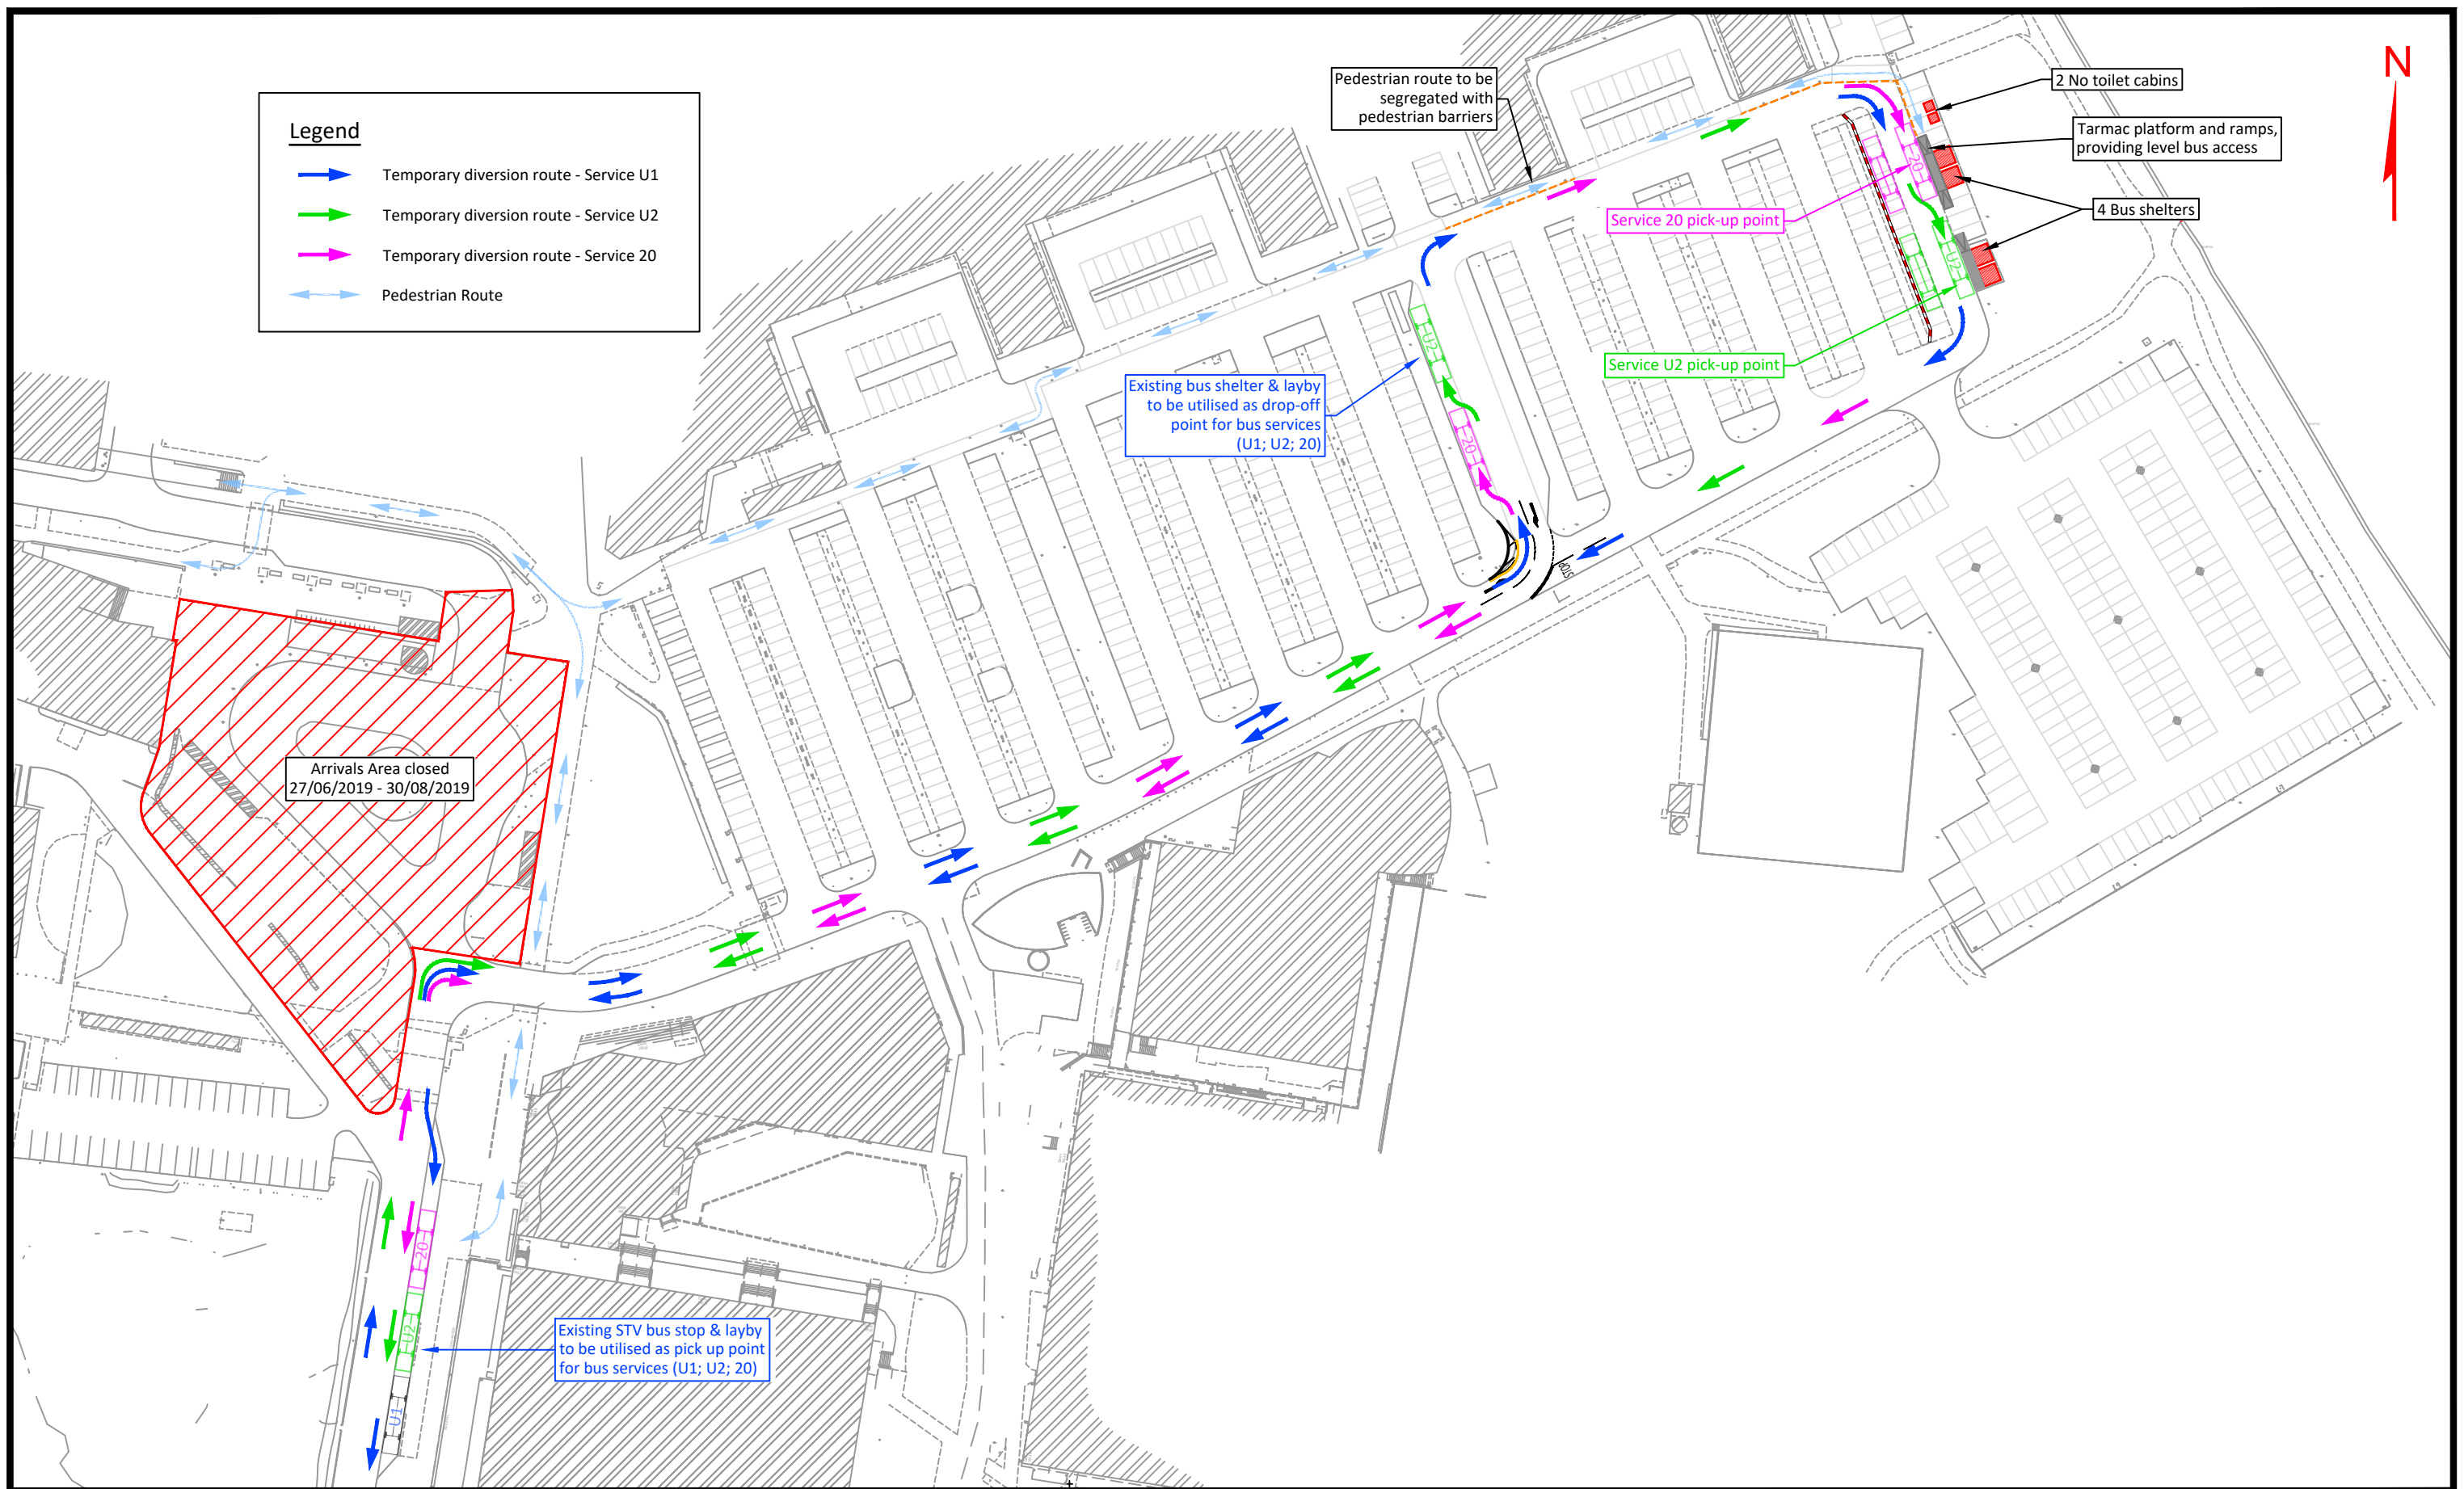 N
Legend
Temporary diversion route - Service U1
Temporary diversion route - Service U2
Temporary diversion route - Service 20
Pedestrian Route
Pedestrian route to be
segregated with
pedestrian barriers
2 No toilet cabins
Tarmac platform and ramps,
providing level bus access
4 Bus shelters
20
Service 20 pick-up point
U2
Service U2 pick-up point
U2
Existing bus shelter & layby
to be utilised as drop-off
point for bus services
(U1; U2; 20)
20
STOP
Arrivals Area closed
27/06/2019 - 30/08/2019
20
U2
Existing STV bus stop & layby
to be utilised as pick up point
for bus services (U1; U2; 20)
U1